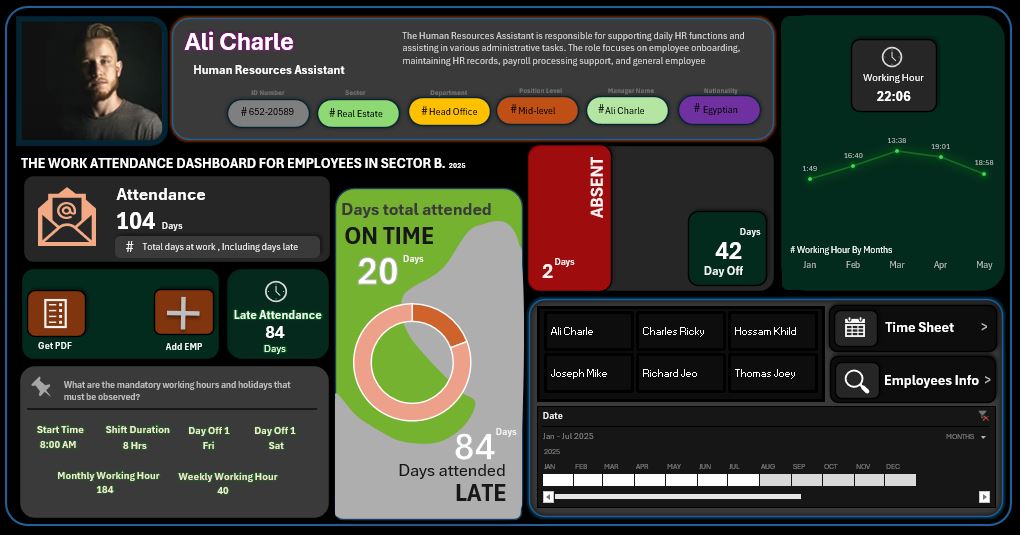 Ali Charle
Human Resources Assistant
The Human Resources Assistant is responsible for supporting daily HR functions and
assisting in various administrative tasks. The role focuses on employee onboarding,
maintaining HR records, payroll processing support, and general employee
ID Number
Sector
Department
Position Level
Manager Name
Nationality
# 652-20589
# Real Estate
# Head Office
# Mid-level
# Ali Charle
# Egyptian
Working Hour
22:06
1:49
16:40
13:38
19:01
18:58
# Working Hour By Months
Jan
Feb
Mar
Apr
May
THE WORK ATTENDANCE DASHBOARD FOR EMPLOYEES IN SECTOR B. 2025
Attendance
104 Days
# Total days at work , Including days late
Get PDF
Add EMP
Late Attendance
84
Days
What are the mandatory working hours and holidays that
must be observed?
Start Time
8:00 AM
Shift Duration
8 Hrs
Day Off 1
Fri
Day Off 1
Sat
Monthly Working Hour
184
Weekly Working Hour
40
Days total attended
ON TIME
20 Days
84 Days
Days attended
LATE
ABSENT
2 Days
Days
42
Day Off
Ali Charle
Charles Ricky
Hossam Khild
Joseph Mike
Richard Jeo
Thomas Joey
Time Sheet >
Employees Info >
Date
Jan - Jul 2025
MONTHS
2025
JAN FEB MAR APR MAY JUN JUL AUG SEP OCT NOV DEC